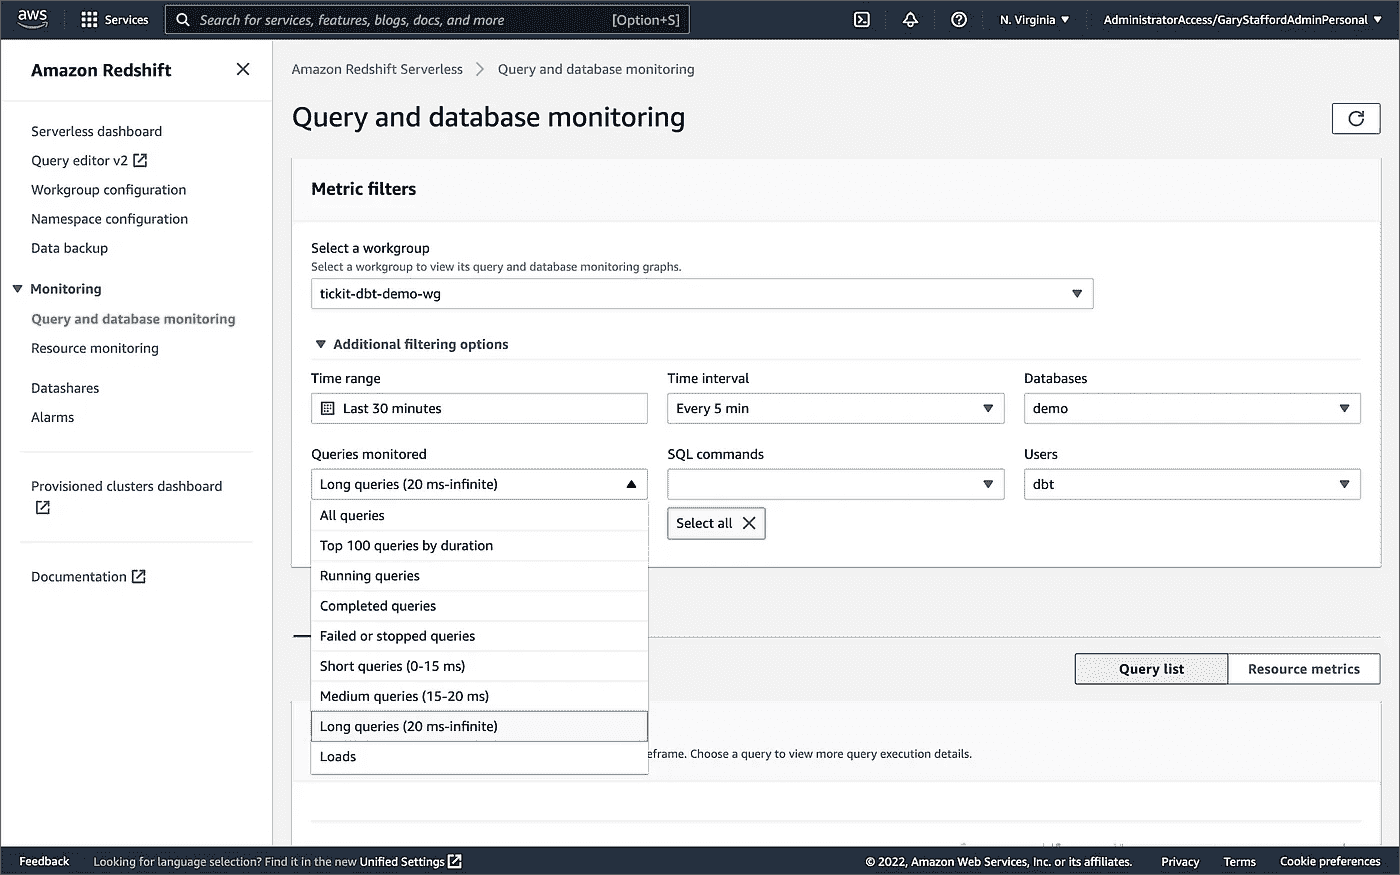 aws
Services
Search for services, features, blogs, docs, and more [Option+S]
N. Virginia
AdministratorAccess/GaryStaffordAdminPersonal
Amazon Redshift
Serverless dashboard
Query editor v2
Workgroup configuration
Namespace configuration
Data backup
Monitoring
Query and database monitoring
Resource monitoring
Datashares
Alarms
Provisioned clusters dashboard
Documentation
Amazon Redshift Serverless > Query and database monitoring
Query and database monitoring
Metric filters
Select a workgroup
Select a workgroup to view its query and database monitoring graphs.
tickit-dbt-demo-wg
Additional filtering options
Time range Time interval Databases
Last 30 minutes Every 5 min demo
Queries monitored SQL commands Users
Long queries (20 ms-infinite) dbt
Select all
All queries
Top 100 queries by duration
Running queries
Completed queries
Failed or stopped queries
Short queries (0-15 ms)
Medium queries (15-20 ms)
Long queries (20 ms-infinite)
Loads
Query list Resource metrics
eframe. Choose a query to view more query execution details.
Feedback Looking for language selection? Find it in the new Unified Settings © 2022, Amazon Web Services, Inc. or its affiliates. Privacy Terms Cookie preferences